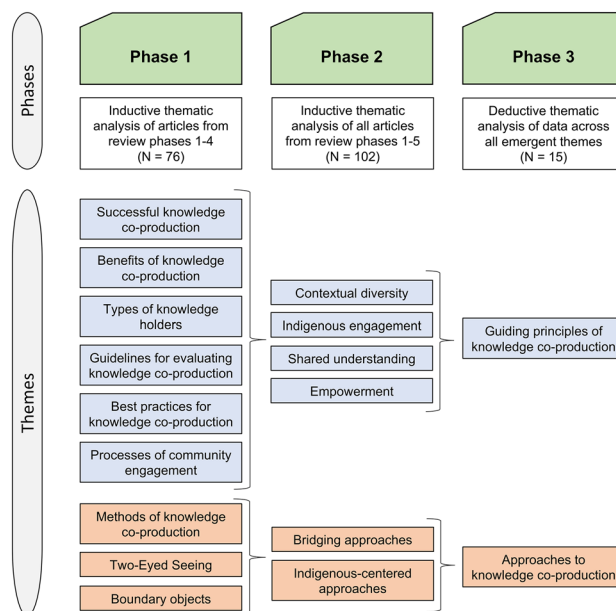 Phases
Phase 1
Phase 2
Phase 3
Inductive thematic
analysis of articles from
review phases 1-4
(N = 76)
Inductive thematic
analysis of all articles
from review phases 1-5
(N = 102)
Deductive thematic
analysis of data across
all emergent themes
(N = 15)
Themes
Successful knowledge
co-production
Benefits of knowledge
co-production
Types of knowledge
holders
Guidelines for evaluating
knowledge co-production
Best practices for
knowledge co-production
Processes of community
engagement
Contextual diversity
Indigenous engagement
Shared understanding
Empowerment
Guiding principles of
knowledge co-production
Methods of knowledge
co-production
Two-Eyed Seeing
Boundary objects
Bridging approaches
Indigenous-centered
approaches
Approaches to
knowledge co-production